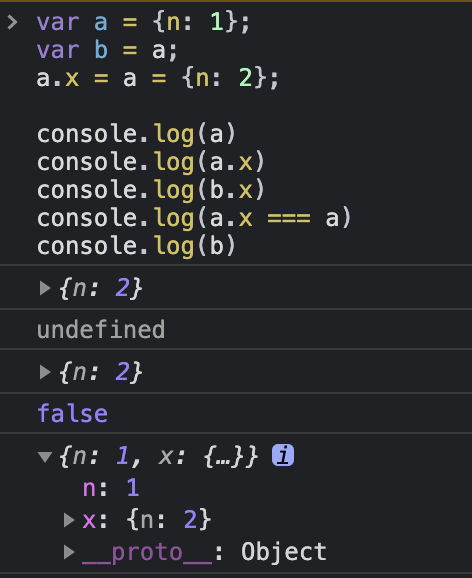 > var a = {n: 1};
var b = a;
a.x = a = {n: 2};
console.log(a)
console.log(a.x)
console.log(b.x)
console.log(a.x === a)
console.log(b)
▶ {n: 2}
undefined
▶ {n: 2}
false
▼ {n: 1, x: {…}} i
n: 1
▶ x: {n: 2}
▶ __proto__: Object